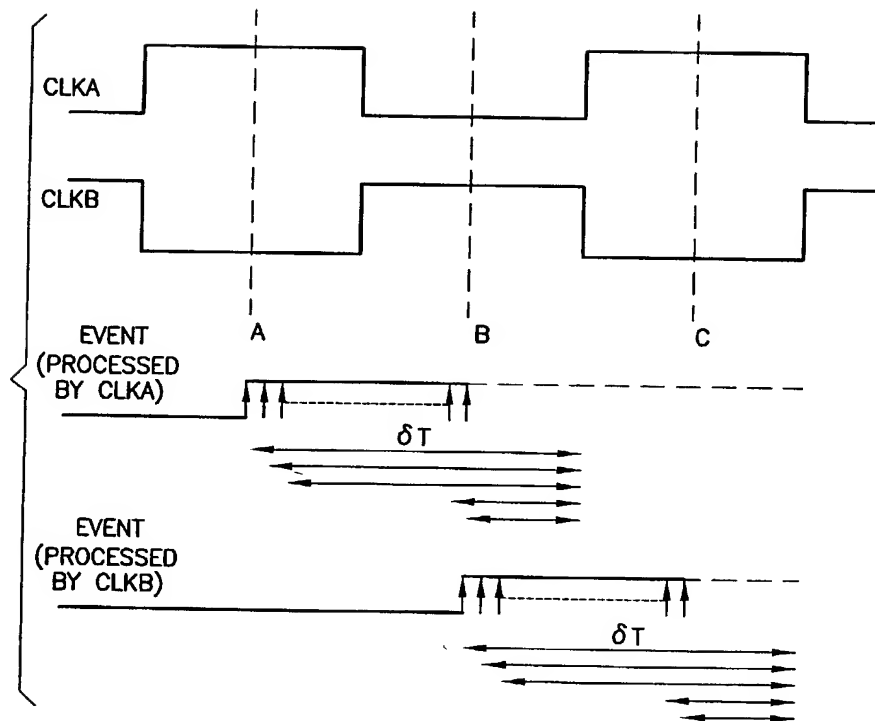 CLKA
CLKB
A
B
C
EVENT
(PROCESSED
BY CLKA)
δT
EVENT
(PROCESSED
BY CLKB)
δT